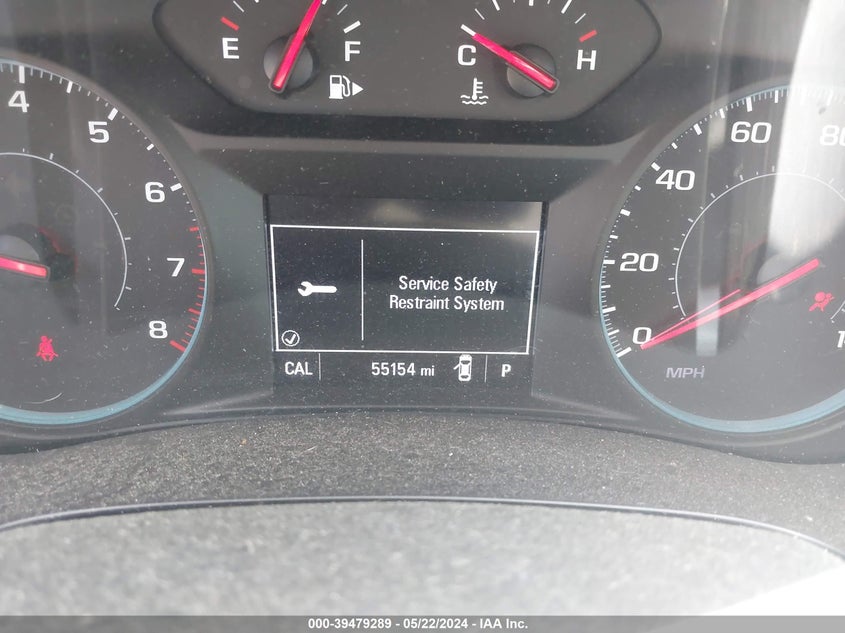 E F C H
4 5 6 7 8
0 20 40 60 80
MPH
Service Safety
Restraint System
CAL 55154 mi P
000-39479289 - 05/22/2024 - IAA Inc.